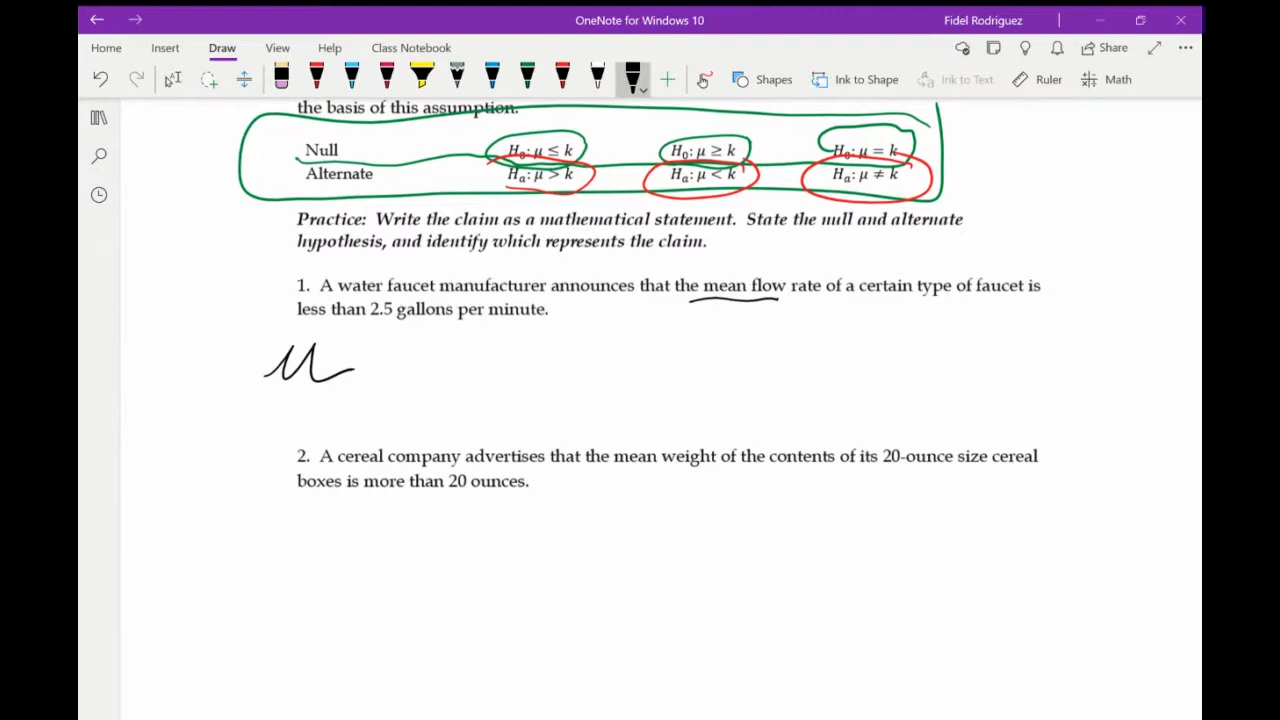 OneNote for Windows 10 Fidel Rodriguez
Home Insert Draw View Help Class Notebook Share
Shapes Ink to Shape Ink to Text Ruler Math
the basis of this assumption.
Null H₀: μ ≤ k H₀: μ ≥ k H₀: μ = k
Alternate Hₐ: μ > k Hₐ: μ < k Hₐ: μ ≠ k
Practice: Write the claim as a mathematical statement. State the null and alternate
hypothesis, and identify which represents the claim.
1. A water faucet manufacturer announces that the mean flow rate of a certain type of faucet is
less than 2.5 gallons per minute.
μ
2. A cereal company advertises that the mean weight of the contents of its 20-ounce size cereal
boxes is more than 20 ounces.